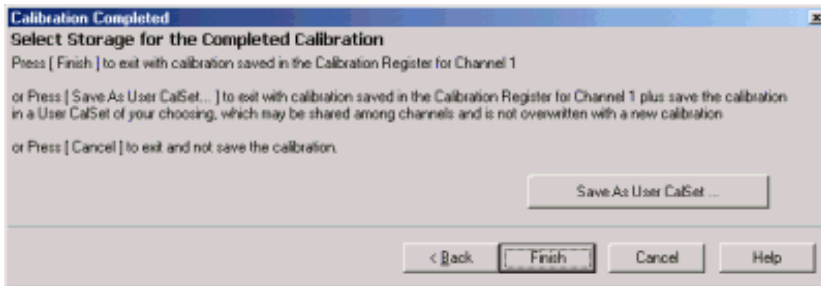 Calibration Completed
Select Storage for the Completed Calibration
Press [ Finish ] to exit with calibration saved in the Calibration Register for Channel 1
or Press [ Save As User CalSet... ] to exit with calibration saved in the Calibration Register for Channel 1 plus save the calibration
in a User CalSet of your choosing, which may be shared among channels and is not overwritten with a new calibration
or Press [ Cancel ] to exit and not save the calibration.
Save As User CalSet ...
< Back Finish Cancel Help